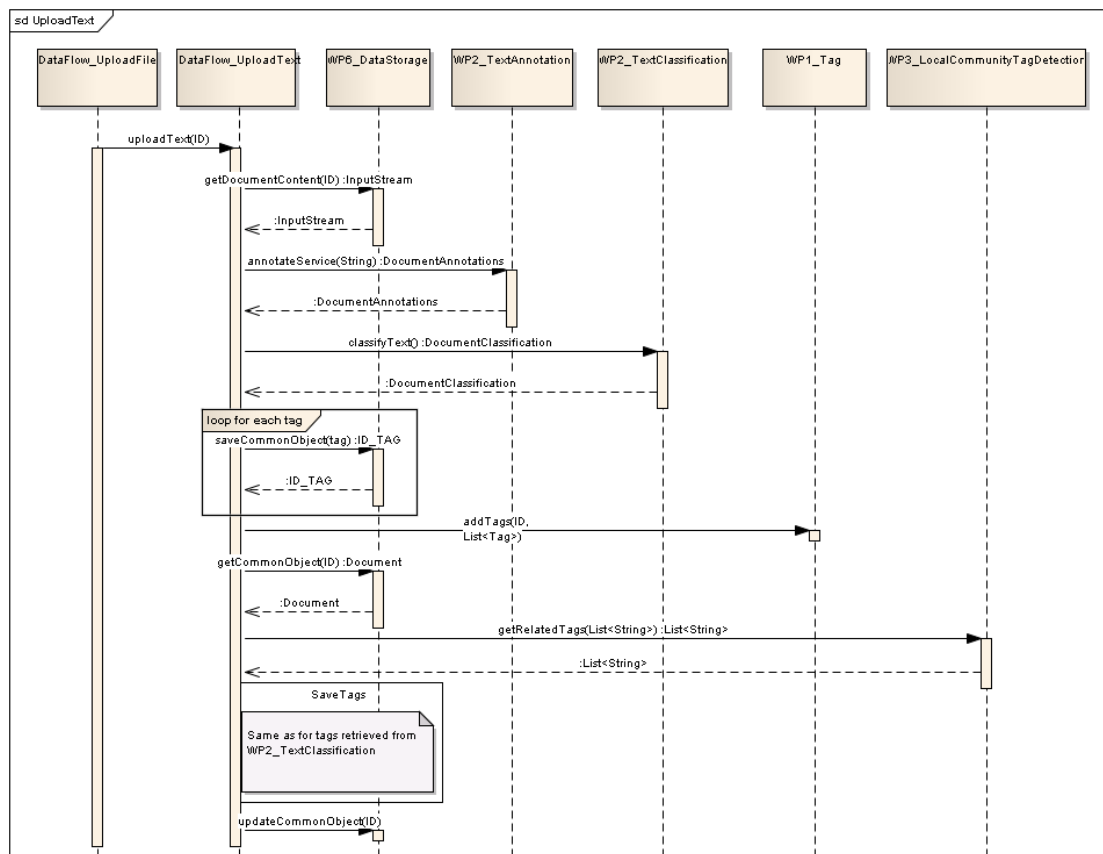 sd UploadText
DataFlow_UploadFile
DataFlow_UploadText
WP6_DataStorage
WP2_TextAnnotation
WP2_TextClassification
WP1_Tag
WP3_LocalCommunityTagDetection
uploadText(ID)
getDocumentContent(ID) :InputStream
:InputStream
annotateService(String) :DocumentAnnotations
:DocumentAnnotations
classifyText() :DocumentClassification
:DocumentClassification
loop for each tag
saveCommonObject(tag) :ID_TAG
:ID_TAG
addTags(ID,
List<Tag>)
getCommonObject(ID) :Document
:Document
getRelatedTags(List<String>) :List<String>
:List<String>
SaveTags
Same as for tags retrieved from
WP2_TextClassification
updateCommonObject(ID)